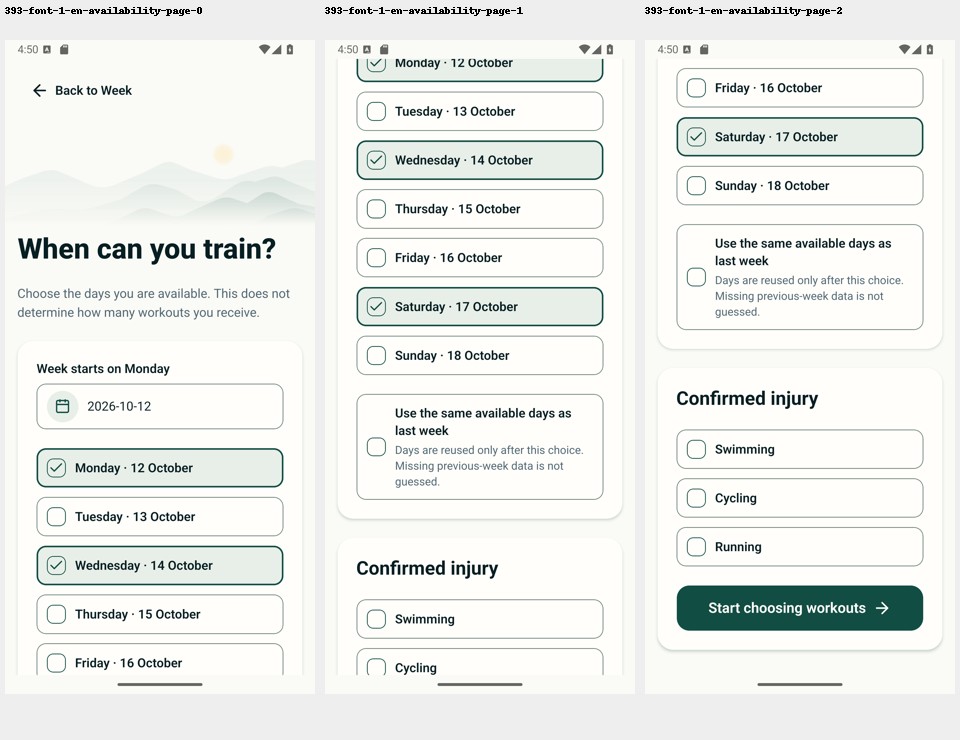 393-font-1-en-availability-page-0
4:50
Back to Week
When can you train?
Choose the days you are available. This does not
determine how many workouts you receive.
Week starts on Monday
2026-10-12
Monday · 12 October
Tuesday · 13 October
Wednesday · 14 October
Thursday · 15 October
Friday · 16 October
393-font-1-en-availability-page-1
4:50
Monday · 12 October
Tuesday · 13 October
Wednesday · 14 October
Thursday · 15 October
Friday · 16 October
Saturday · 17 October
Sunday · 18 October
Use the same available days as
last week
Days are reused only after this choice.
Missing previous-week data is not
guessed.
Confirmed injury
Swimming
Cycling
393-font-1-en-availability-page-2
4:50
Friday · 16 October
Saturday · 17 October
Sunday · 18 October
Use the same available days as
last week
Days are reused only after this choice.
Missing previous-week data is not
guessed.
Confirmed injury
Swimming
Cycling
Running
Start choosing workouts